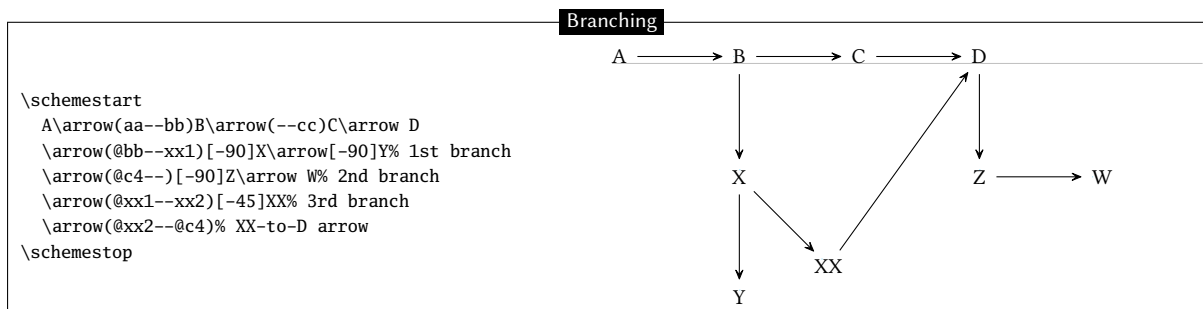 Branching
\schemestart
A\arrow(aa--bb)B\arrow(--cc)C\arrow D
\arrow(@bb--xx1)[-90]X\arrow[-90]Y% 1st branch
\arrow(@c4--)[-90]Z\arrow W% 2nd branch
\arrow(@xx1--xx2)[-45]XX% 3rd branch
\arrow(@xx2--@c4)% XX-to-D arrow
\schemestop
A B C D
X Z W
XX
Y